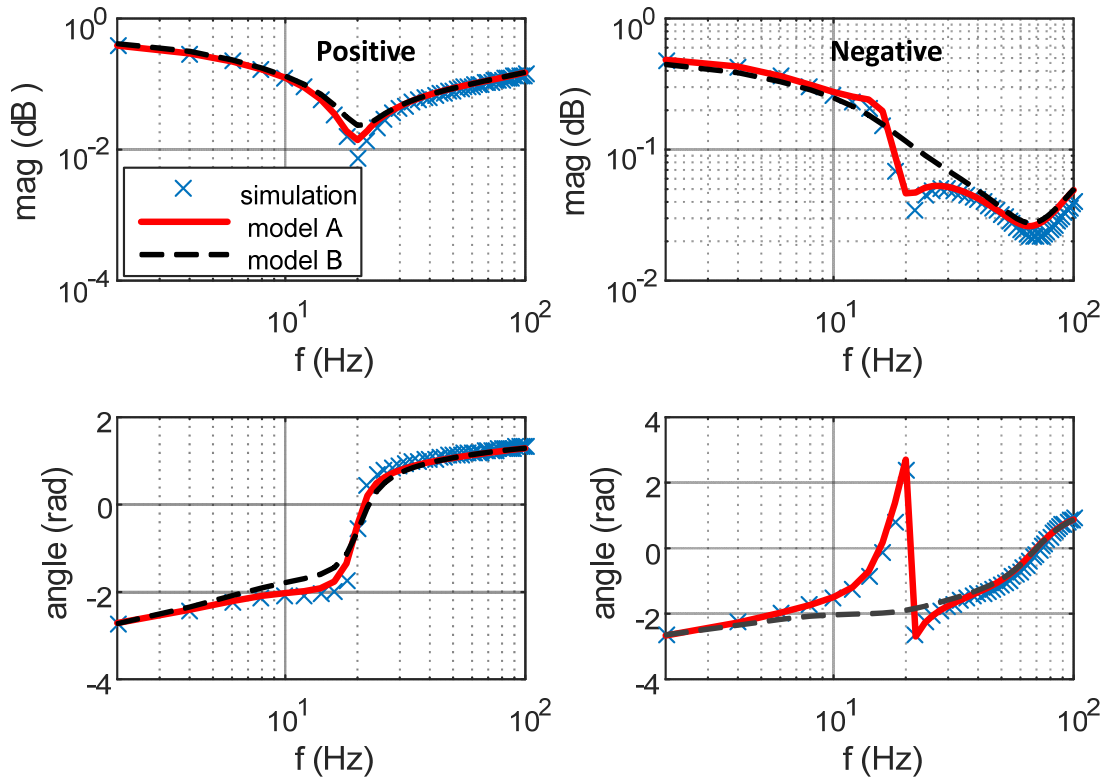 Positive
mag (dB)
10^0
10^-2
10^-4
simulation
model A
model B
10^1
10^2
f (Hz)
Negative
mag (dB)
10^0
10^-1
10^-2
10^1
10^2
f (Hz)
angle (rad)
2
0
-2
-4
10^1
10^2
f (Hz)
angle (rad)
4
2
0
-2
-4
10^1
10^2
f (Hz)